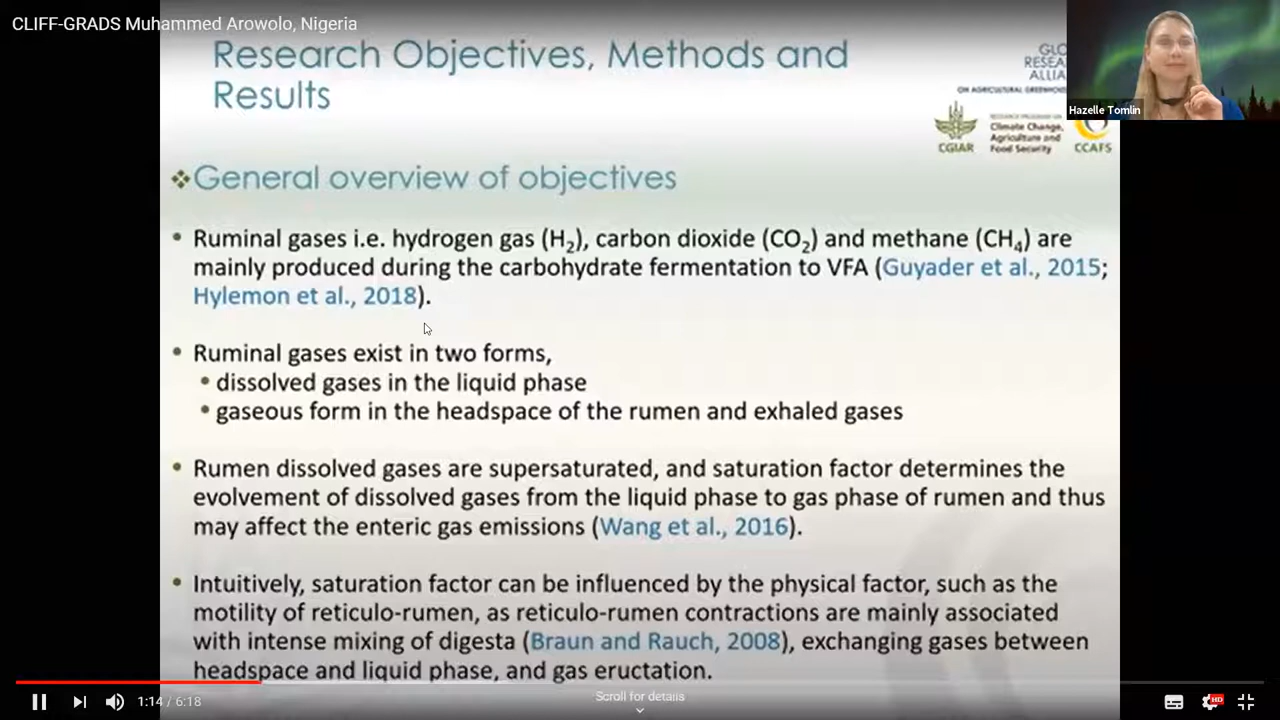 CLIFF-GRADS Muhammed Arowolo, Nigeria
Research Objectives, Methods and
Results
GLO
RESEA
ALLIA
ON AGRICULTURAL GREENHOUS
Hazelle Tomlin
CGIAR
RESEARCH PROGRAM ON
Climate Change,
Agriculture and
Food Security
CCAFS
❖General overview of objectives
• Ruminal gases i.e. hydrogen gas (H₂), carbon dioxide (CO₂) and methane (CH₄) are
mainly produced during the carbohydrate fermentation to VFA (Guyader et al., 2015;
Hylemon et al., 2018).
• Ruminal gases exist in two forms,
• dissolved gases in the liquid phase
• gaseous form in the headspace of the rumen and exhaled gases
• Rumen dissolved gases are supersaturated, and saturation factor determines the
evolvement of dissolved gases from the liquid phase to gas phase of rumen and thus
may affect the enteric gas emissions (Wang et al., 2016).
• Intuitively, saturation factor can be influenced by the physical factor, such as the
motility of reticulo-rumen, as reticulo-rumen contractions are mainly associated
with intense mixing of digesta (Braun and Rauch, 2008), exchanging gases between
headspace and liquid phase, and gas eructation.
1:14 / 6:18
Scroll for details
HD